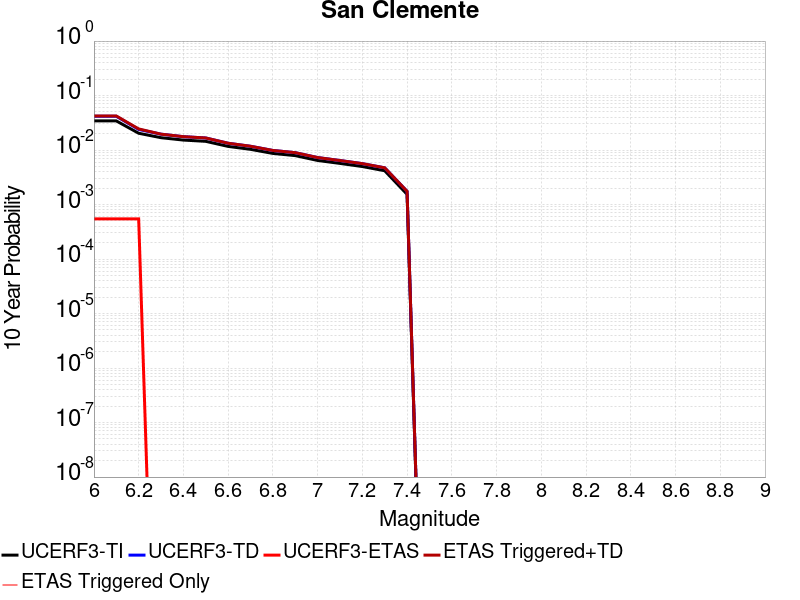 San Clemente
10^0
10^-1
10^-2
10^-3
10^-4
10^-5
10^-6
10^-7
10^-8
10 Year Probability
6 6.2 6.4 6.6 6.8 7 7.2 7.4 7.6 7.8 8 8.2 8.4 8.6 8.8 9
Magnitude
UCERF3-TI UCERF3-TD UCERF3-ETAS ETAS Triggered+TD
ETAS Triggered Only